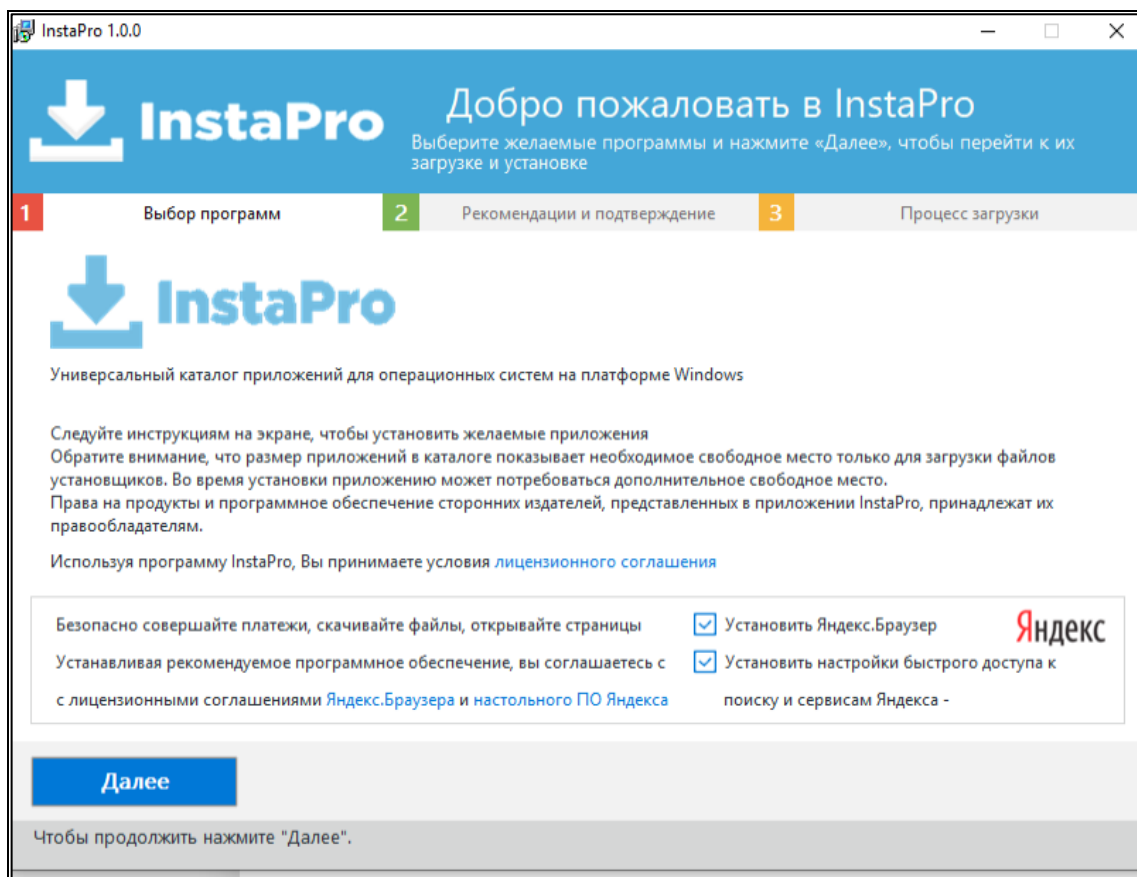 InstaPro 1.0.0
InstaPro
Добро пожаловать в InstaPro
Выберите желаемые программы и нажмите «Далее», чтобы перейти к их
загрузке и установке
1 Выбор программ 2 Рекомендации и подтверждение 3 Процесс загрузки
InstaPro
Универсальный каталог приложений для операционных систем на платформе Windows
Следуйте инструкциям на экране, чтобы установить желаемые приложения
Обратите внимание, что размер приложений в каталоге показывает необходимое свободное место только для загрузки файлов
установщиков. Во время установки приложению может потребоваться дополнительное свободное место.
Права на продукты и программное обеспечение сторонних издателей, представленных в приложении InstaPro, принадлежат их
правообладателям.
Используя программу InstaPro, Вы принимаете условия лицензионного соглашения
Безопасно совершайте платежи, скачивайте файлы, открывайте страницы
Устанавливая рекомендуемое программное обеспечение, вы соглашаетесь с
с лицензионными соглашениями Яндекс.Браузера и настольного ПО Яндекса
Установить Яндекс.Браузер
Установить настройки быстрого доступа к
поиску и сервисам Яндекса -
Яндекс
Далее
Чтобы продолжить нажмите "Далее".